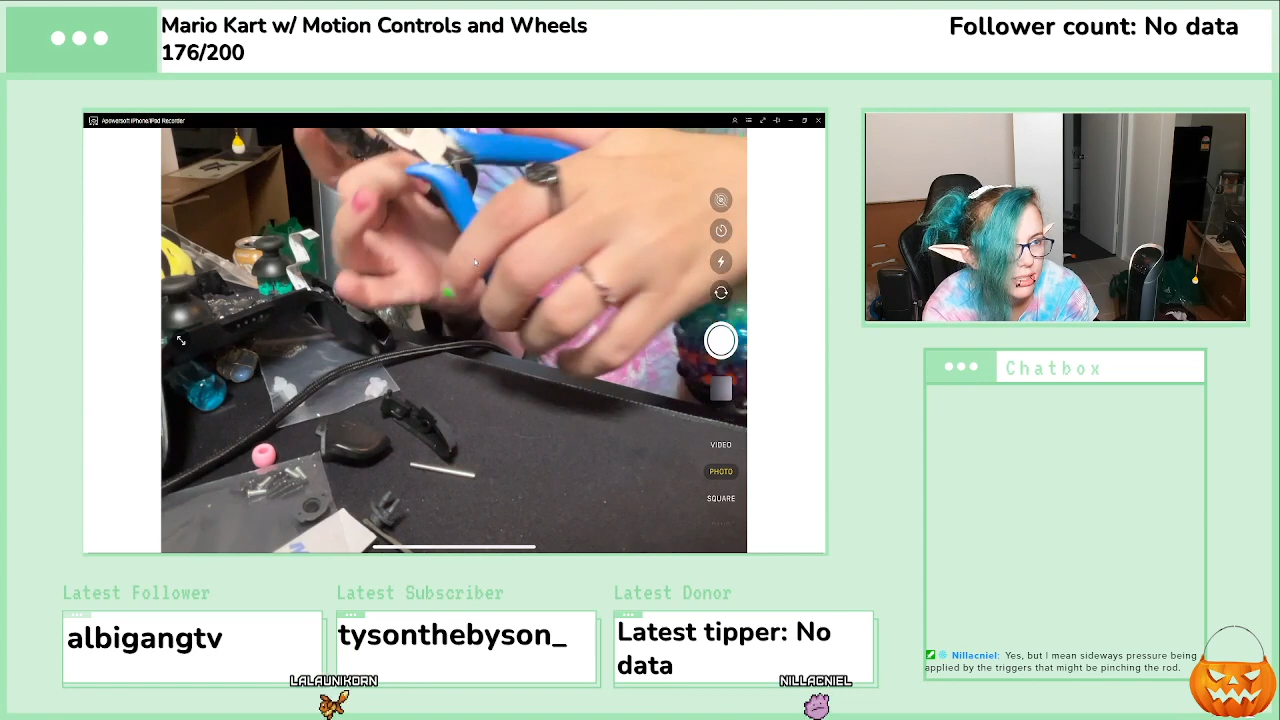 Mario Kart w/ Motion Controls and Wheels
176/200
Follower count: No data
Apowersoft iPhone/iPad Recorder
VIDEO
PHOTO
SQUARE
Chatbox
Nillacniel: Yes, but I mean sideways pressure being
applied by the triggers that might be pinching the rod.
Latest Follower
albigangtv
Latest Subscriber
tysonthebyson_
Latest Donor
Latest tipper: No
data
LALAUNIKORN
NILLACNIEL